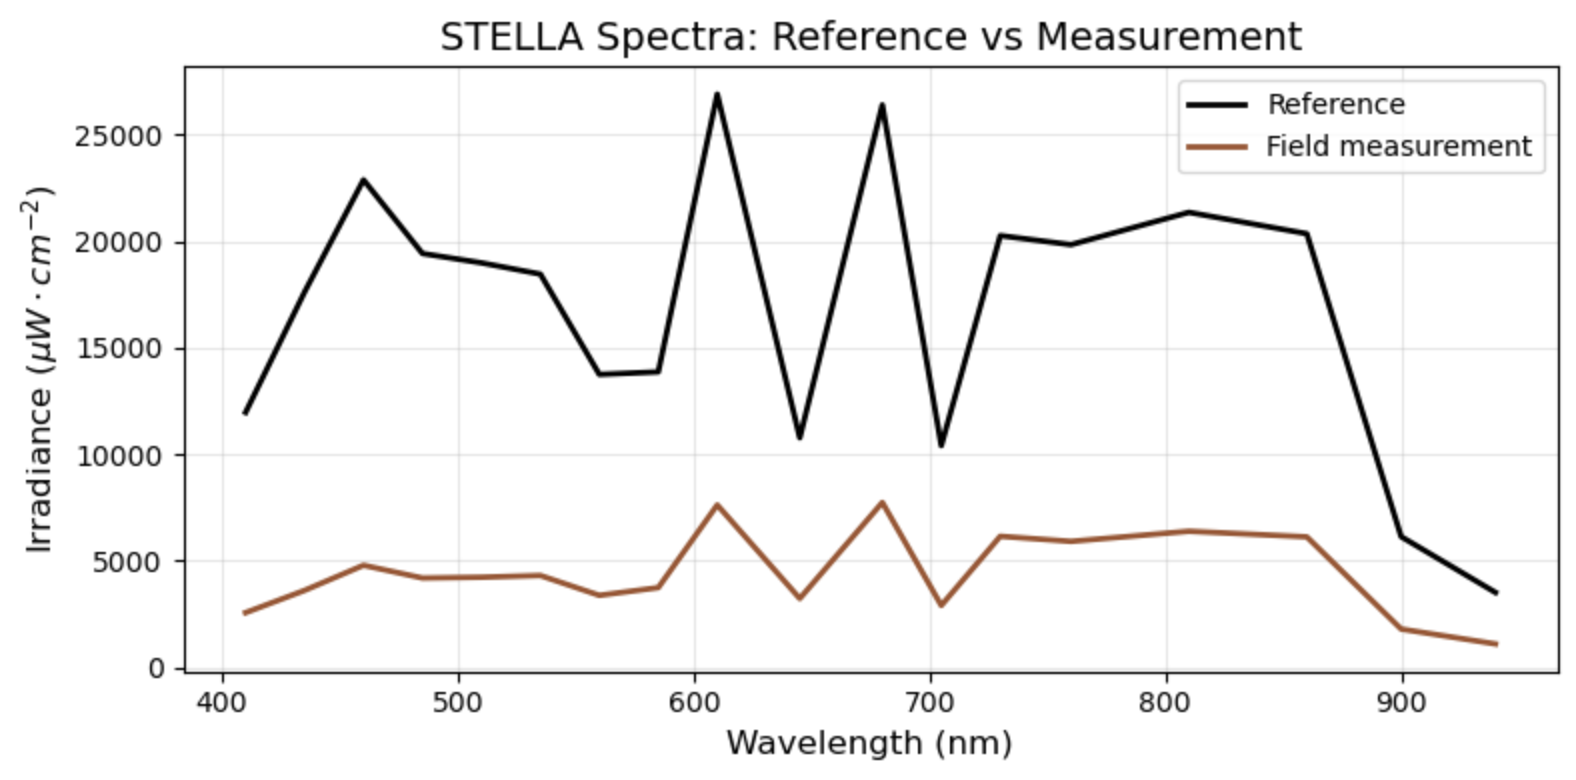 STELLA Spectra: Reference vs Measurement
Reference
Field measurement
25000
20000
15000
10000
5000
0
Irradiance (μW · cm⁻²)
400 500 600 700 800 900
Wavelength (nm)